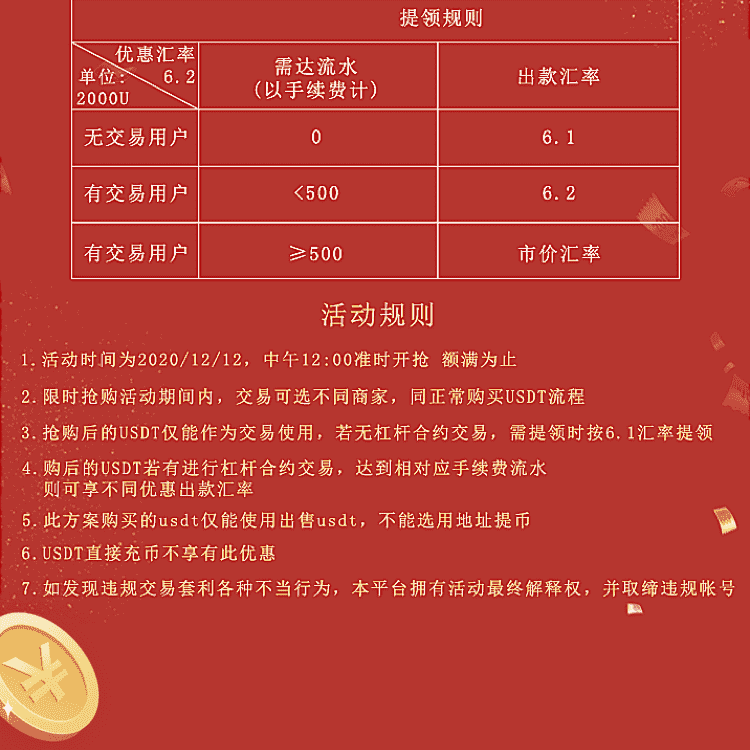 提领规则
优惠汇率
单位: 6.2
2000U
需达流水
(以手续费计)
出款汇率
无交易用户 0 6.1
有交易用户 <500 6.2
有交易用户 ≥500 市价汇率
活动规则
1.活动时间为2020/12/12，中午12:00准时开抢 额满为止
2.限时抢购活动期间内，交易可选不同商家，同正常购买USDT流程
3.抢购后的USDT仅能作为交易使用，若无杠杆合约交易，需提领时按6.1汇率提领
4.购后的USDT若有进行杠杆合约交易，达到相对应手续费流水
则可享不同优惠出款汇率
5.此方案购买的usdt仅能使用出售usdt，不能选用地址提币
6.USDT直接充币不享有此优惠
7.如发现违规交易套利各种不当行为，本平台拥有活动最终解释权，并取缔违规帐号